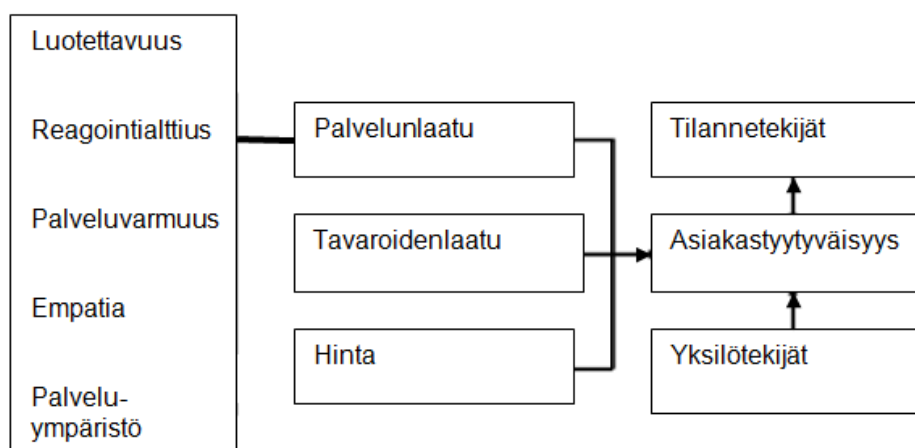 Luotettavuus
Reagointialttius
Palveluvarmuus
Empatia
Palvelu-
ympäristö
Palvelunlaatu
Tavaroidenlaatu
Hinta
Tilannetekijät
Asiakastyytyväisyys
Yksilötekijät